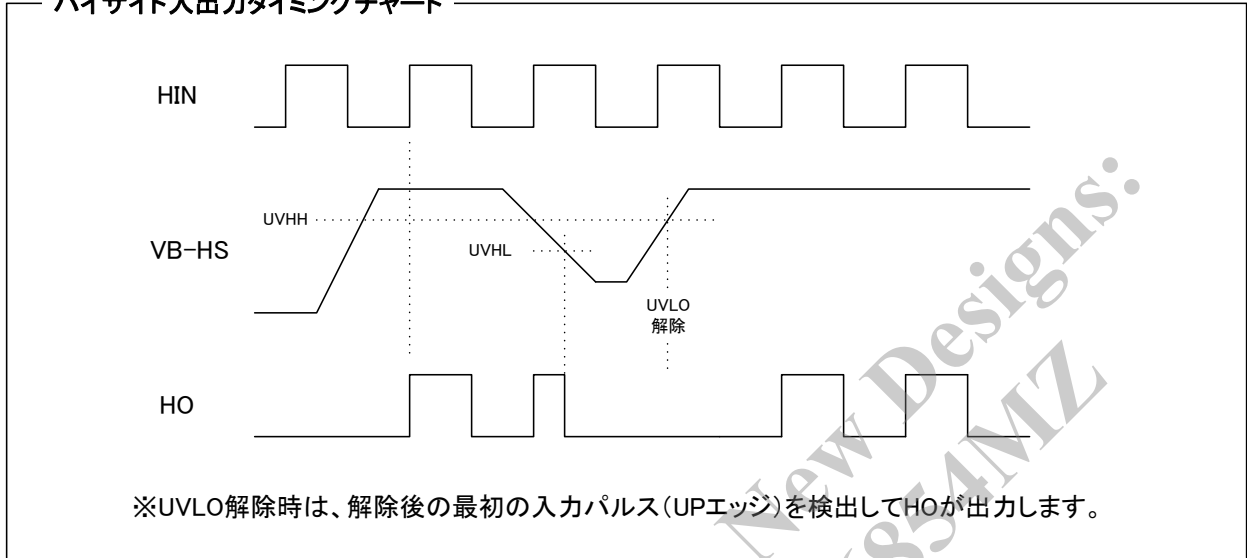 ハイサイド入出力タイミングチャート
HIN
UVHH
VB-HS
UVHL
UVLO
解除
HO
※UVLO解除時は、解除後の最初の入力パルス(UPエッジ)を検出してHOが出力します。
New Designs:
854MZ